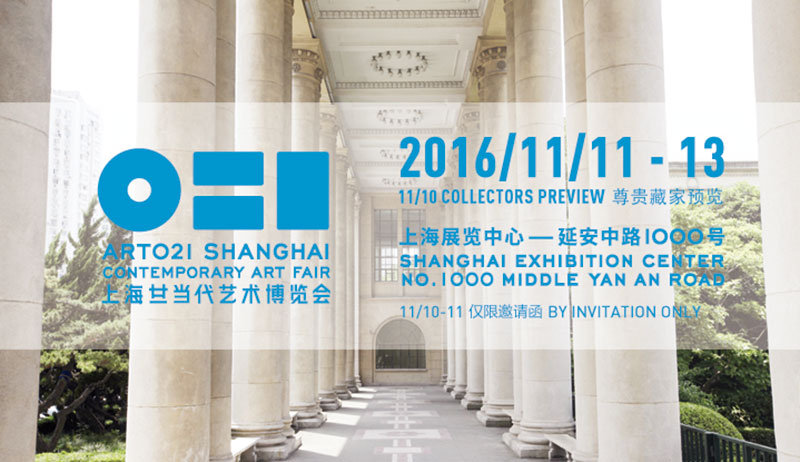 ART021 SHANGHAI
CONTEMPORARY ART FAIR
上海廿一当代艺术博览会
2016/11/11 - 13
11/10 COLLECTORS PREVIEW 尊贵藏家预览
上海展览中心 — 延安中路1000号
SHANGHAI EXHIBITION CENTER
NO.1000 MIDDLE YAN AN ROAD
11/10-11 仅限邀请函 BY INVITATION ONLY